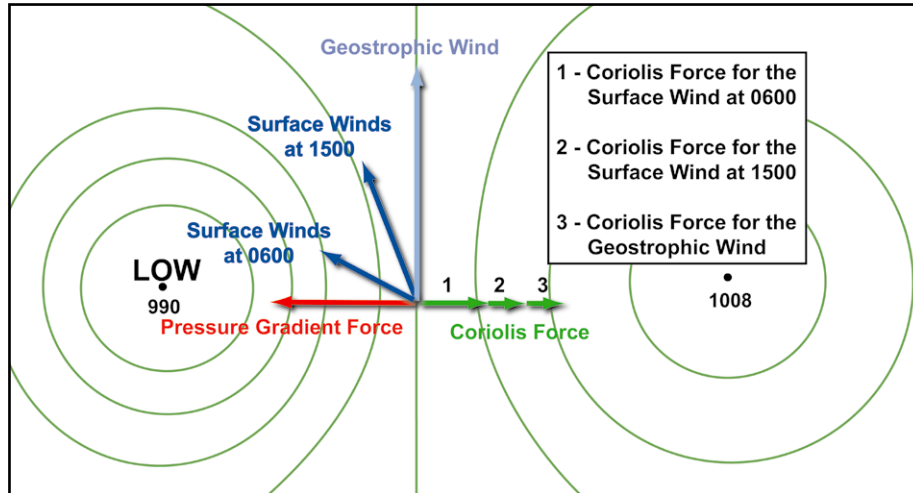 Geostrophic Wind
Surface Winds
at 1500
Surface Winds
at 0600
LOW
990
Pressure Gradient Force
1 2 3
Coriolis Force
1 - Coriolis Force for the
Surface Wind at 0600
2 - Coriolis Force for the
Surface Wind at 1500
3 - Coriolis Force for the
Geostrophic Wind
1008